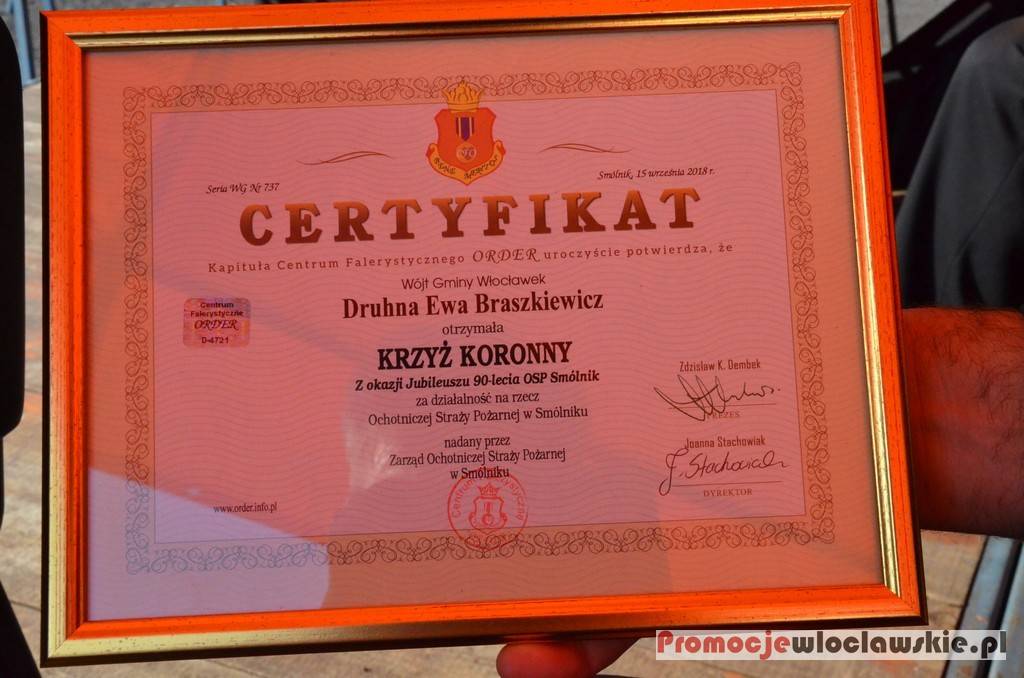 BENE MERITO
Seria WG Nr 737
Smólnik, 15 września 2018 r.
CERTYFIKAT
Kapituła Centrum Falerystycznego ORDER uroczyście potwierdza, że
Wójt Gminy Włocławek
Druhna Ewa Braszkiewicz
otrzymała
KRZYŻ KORONNY
Z okazji Jubileuszu 90-lecia OSP Smólnik
za działalność na rzecz
Ochotniczej Straży Pożarnej w Smólniku
nadany przez
Zarząd Ochotniczej Straży Pożarnej
w Smólniku
Centrum
Falerystyczne
ORDER
D-4721
Zdzisław K. Dembek
PREZES
Joanna Stachowiak
J. Stachowiak
DYREKTOR
www.order.info.pl
Promocjewloclawskie.pl